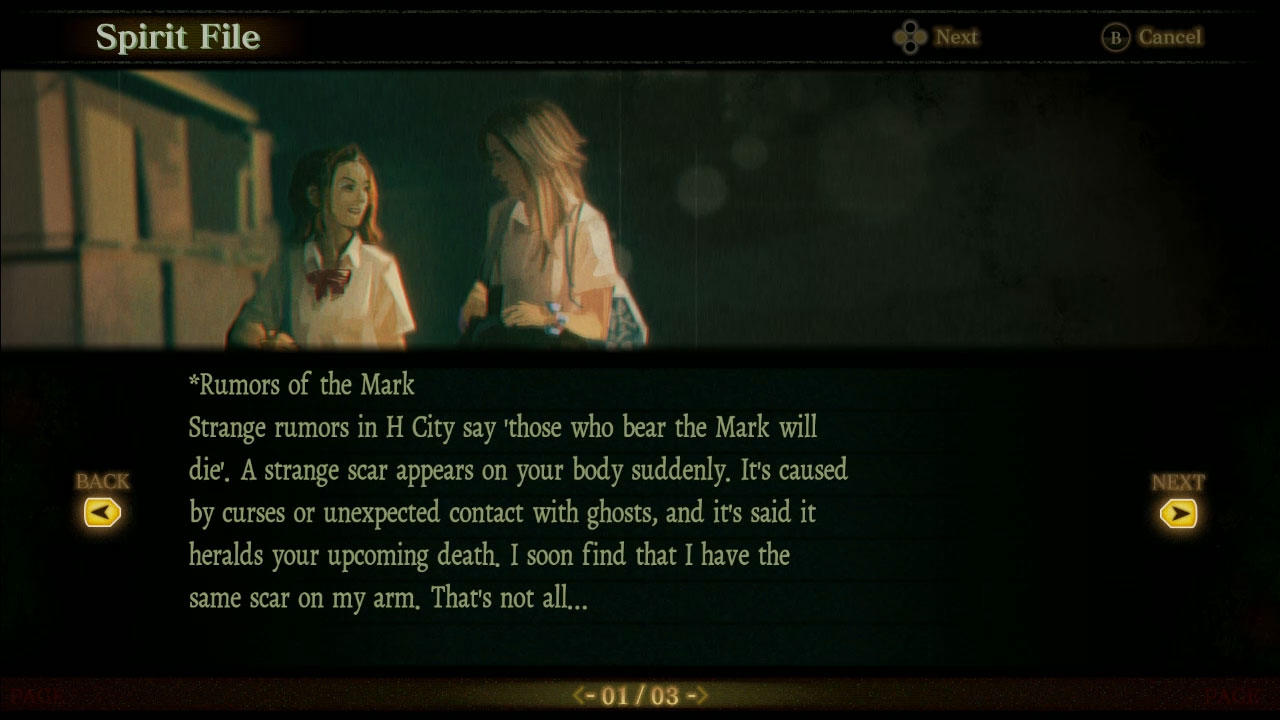 Spirit File
Next
B Cancel
*Rumors of the Mark
Strange rumors in H City say 'those who bear the Mark will
die'. A strange scar appears on your body suddenly. It's caused
by curses or unexpected contact with ghosts, and it's said it
heralds your upcoming death. I soon find that I have the
same scar on my arm. That's not all...
BACK
NEXT
PAGE
- 01 / 03 -
PAGE